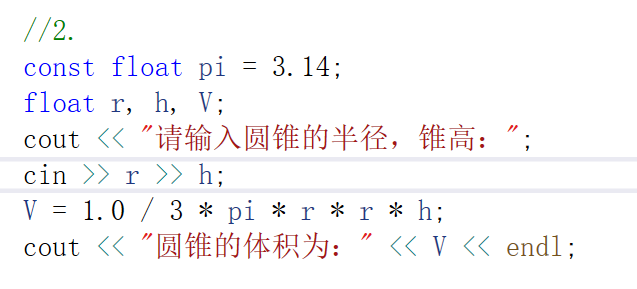 //2.
const float pi = 3.14;
float r, h, V;
cout << "请输入圆锥的半径，锥高：";
cin >> r >> h;
V = 1.0 / 3 * pi * r * r * h;
cout << "圆锥的体积为：" << V << endl;